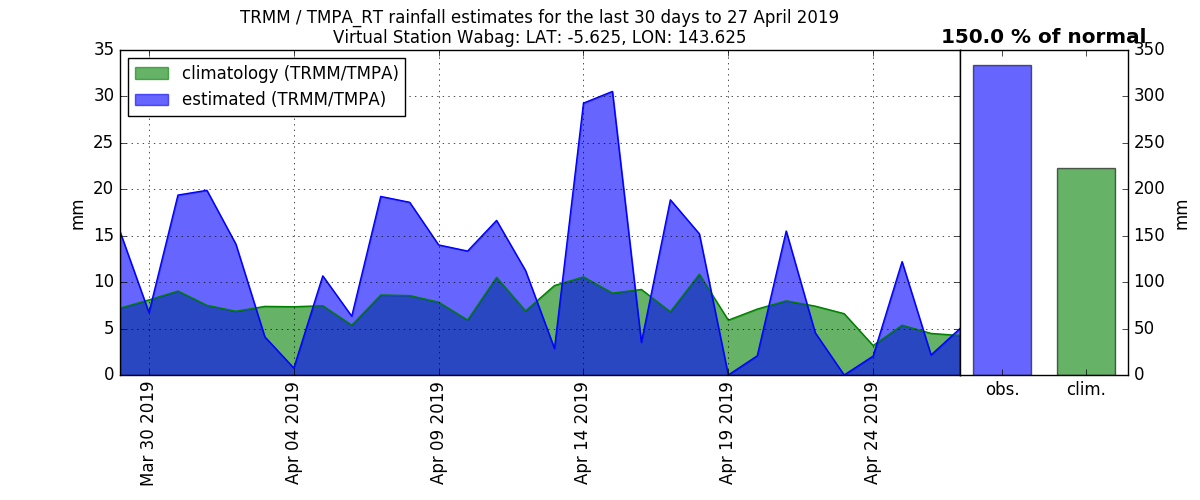 TRMM / TMPA_RT rainfall estimates for the last 30 days to 27 April 2019
Virtual Station Wabag: LAT: -5.625, LON: 143.625
150.0 % of normal
climatology (TRMM/TMPA)
estimated (TRMM/TMPA)
35
30
25
20
15
10
5
0
mm
Mar 30 2019
Apr 04 2019
Apr 09 2019
Apr 14 2019
Apr 19 2019
Apr 24 2019
obs.
clim.
350
300
250
200
150
100
50
0
mm